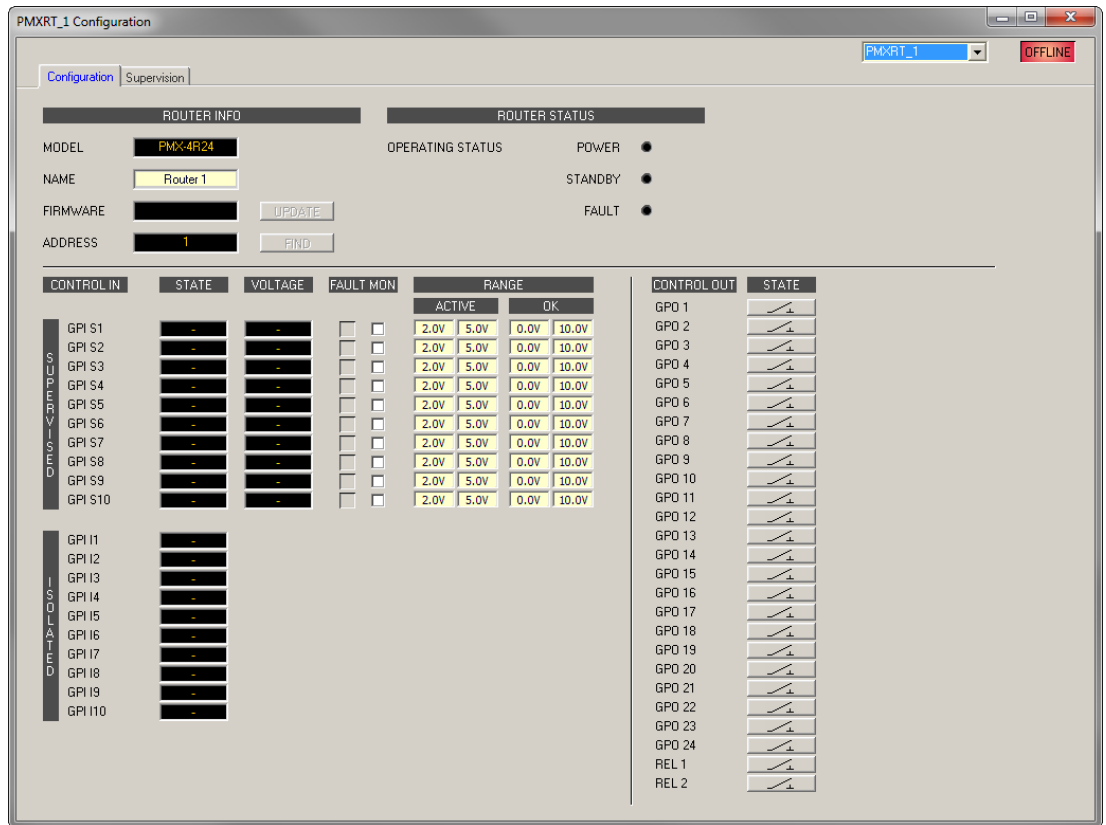 PMXRT_1 Configuration
PMXRT_1 OFFLINE
Configuration Supervision
ROUTER INFO ROUTER STATUS
MODEL PMX-4R24 OPERATING STATUS POWER
NAME Router 1 STANDBY
FIRMWARE UPDATE FAULT
ADDRESS 1 FIND
CONTROL IN STATE VOLTAGE FAULT MON RANGE CONTROL OUT STATE
ACTIVE OK
SUPERVISED
GPI S1 - - 2.0V 5.0V 0.0V 10.0V
GPI S2 - - 2.0V 5.0V 0.0V 10.0V
GPI S3 - - 2.0V 5.0V 0.0V 10.0V
GPI S4 - - 2.0V 5.0V 0.0V 10.0V
GPI S5 - - 2.0V 5.0V 0.0V 10.0V
GPI S6 - - 2.0V 5.0V 0.0V 10.0V
GPI S7 - - 2.0V 5.0V 0.0V 10.0V
GPI S8 - - 2.0V 5.0V 0.0V 10.0V
GPI S9 - - 2.0V 5.0V 0.0V 10.0V
GPI S10 - - 2.0V 5.0V 0.0V 10.0V
ISOLATED
GPI I1 -
GPI I2 -
GPI I3 -
GPI I4 -
GPI I5 -
GPI I6 -
GPI I7 -
GPI I8 -
GPI I9 -
GPI I10 -
GPO 1
GPO 2
GPO 3
GPO 4
GPO 5
GPO 6
GPO 7
GPO 8
GPO 9
GPO 10
GPO 11
GPO 12
GPO 13
GPO 14
GPO 15
GPO 16
GPO 17
GPO 18
GPO 19
GPO 20
GPO 21
GPO 22
GPO 23
GPO 24
REL 1
REL 2